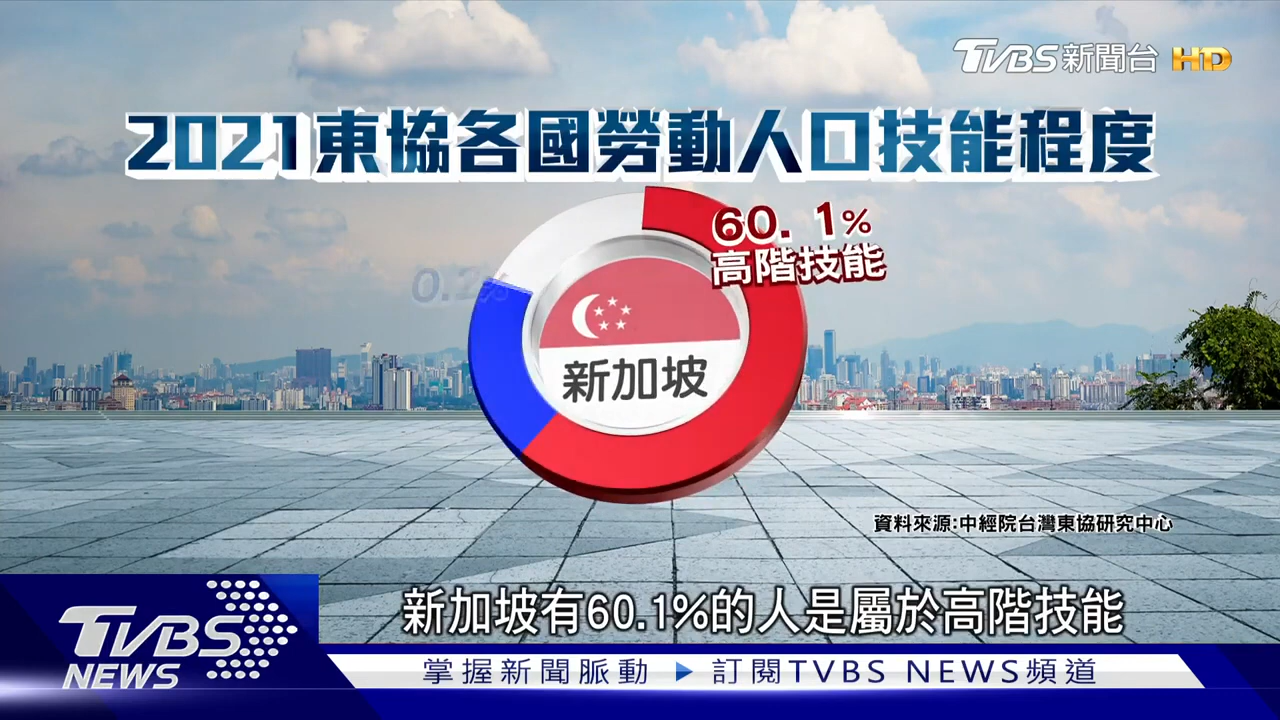 TVBS新聞台 HD
2021東協各國勞動人口技能程度
60.1%
高階技能
新加坡
資料來源:中經院台灣東協研究中心
新加坡有60.1%的人是屬於高階技能
TVBS
NEWS
掌握新聞脈動 ▶ 訂閱TVBS NEWS頻道